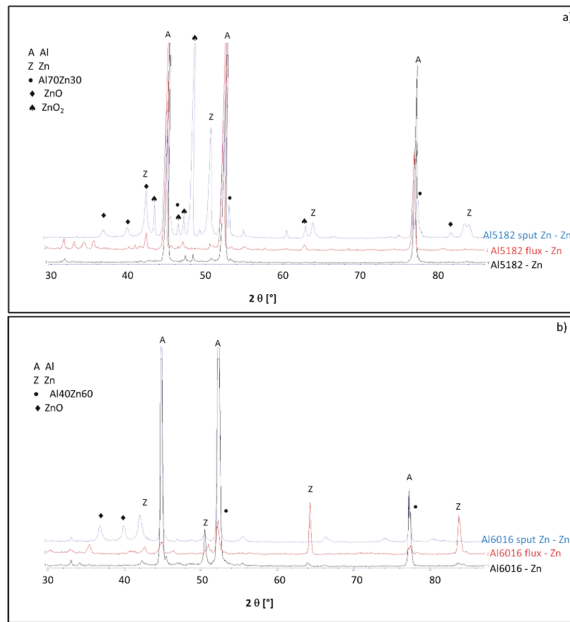 a)
A Al
Z Zn
● Al70Zn30
♦ ZnO
♠ ZnO₂
A
A
A
Z
Z
Z
Z
Al5182 sput Zn - Zn
Al5182 flux - Zn
Al5182 - Zn
30 40 50 60 70 80
2 θ [°]
b)
A Al
Z Zn
● Al40Zn60
♦ ZnO
A
A
A
Z
Z
Z
Z
Al6016 sput Zn - Zn
Al6016 flux - Zn
Al6016 - Zn
30 40 50 60 70 80
2 θ [°]